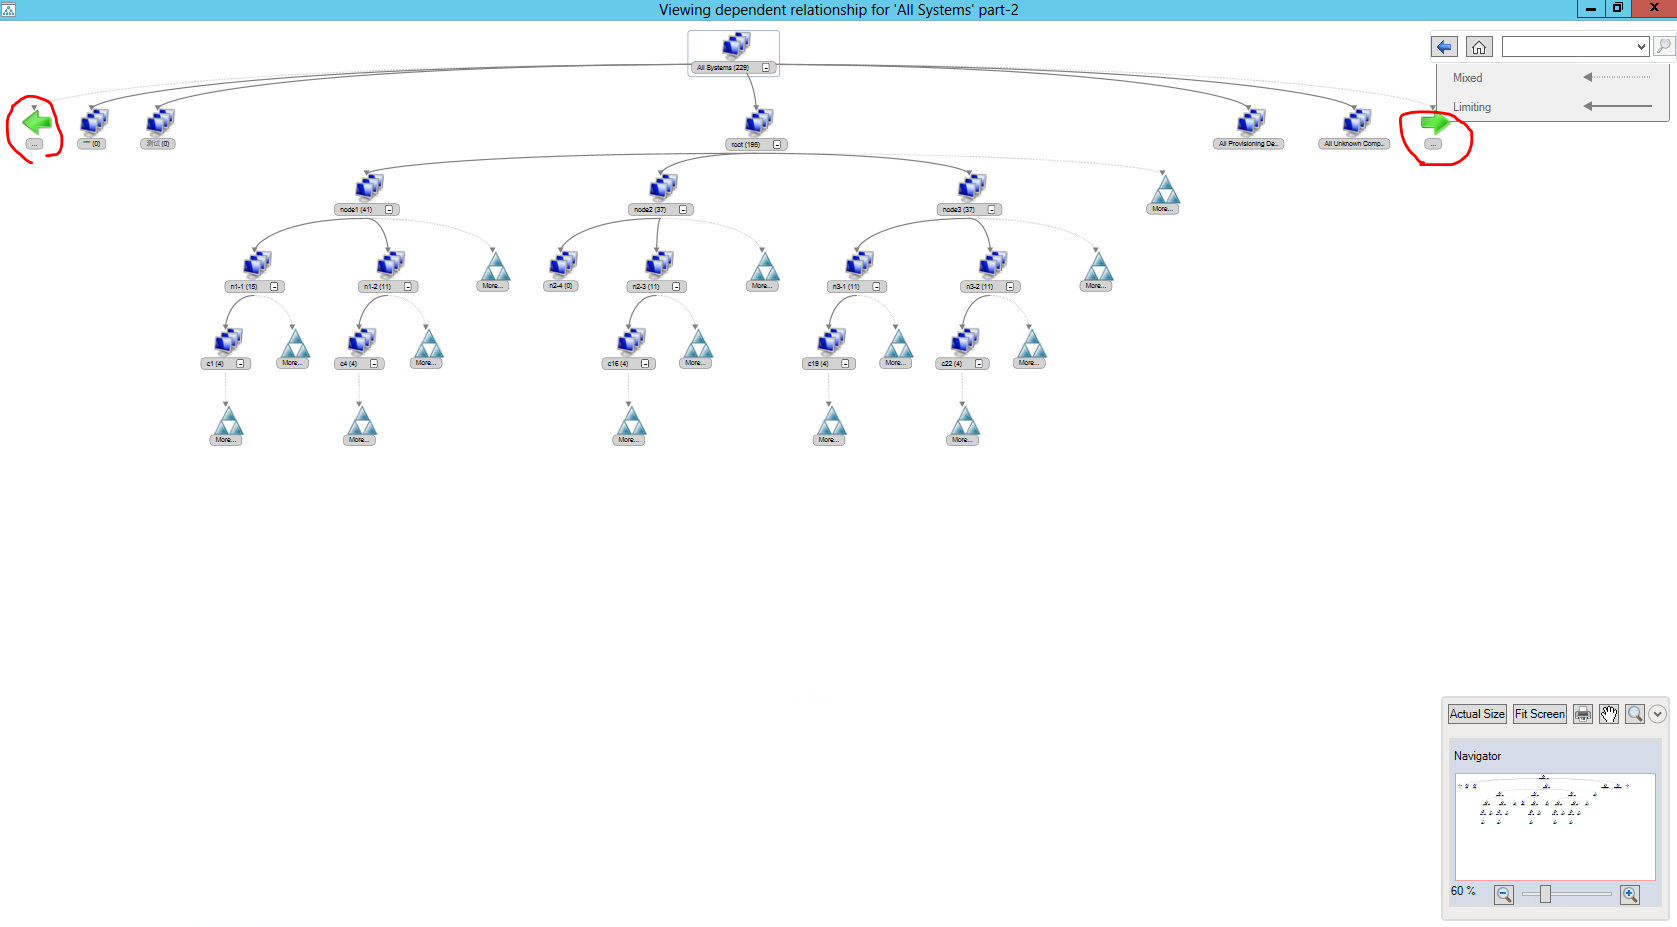 Viewing dependent relationship for 'All Systems' part-2
All Systems (229)
Mixed
Limiting
...
一 (0)
测试 (0)
root (195)
All Provisioning De..
All Unknown Comp..
...
node1 (41)
node2 (37)
node3 (37)
More...
n1-1 (15)
n1-2 (11)
More...
n2-4 (0)
n2-3 (11)
More...
n3-1 (11)
n3-2 (11)
More...
c1 (4)
More...
c4 (4)
More...
c16 (4)
More...
c19 (4)
More...
c22 (4)
More...
More...
More...
More...
More...
More...
Actual Size
Fit Screen
Navigator
60 %